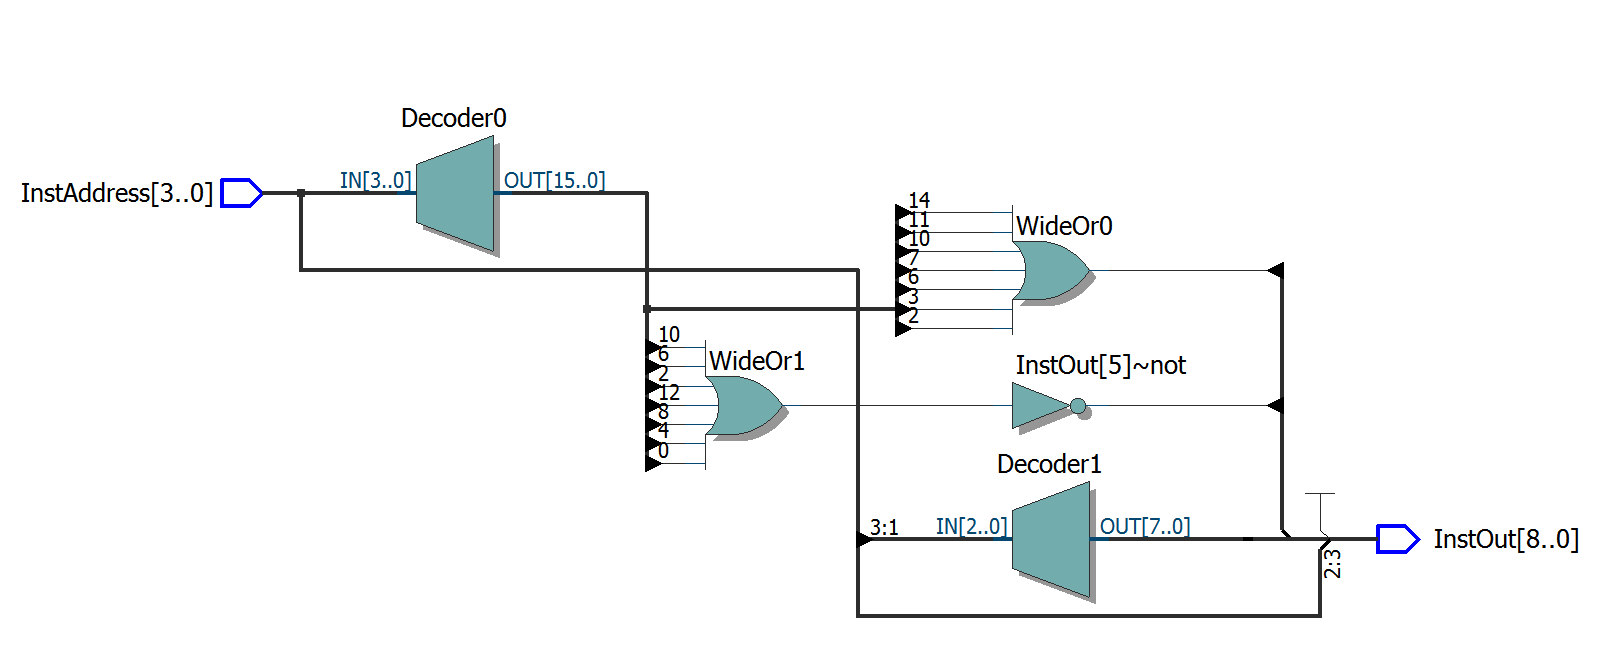 Decoder0
InstAddress[3..0]
IN[3..0]
OUT[15..0]
14
11
10
7
6
3
2
WideOr0
10
6
2
12
8
4
0
WideOr1
InstOut[5]~not
Decoder1
3:1
IN[2..0]
OUT[7..0]
2:3
InstOut[8..0]